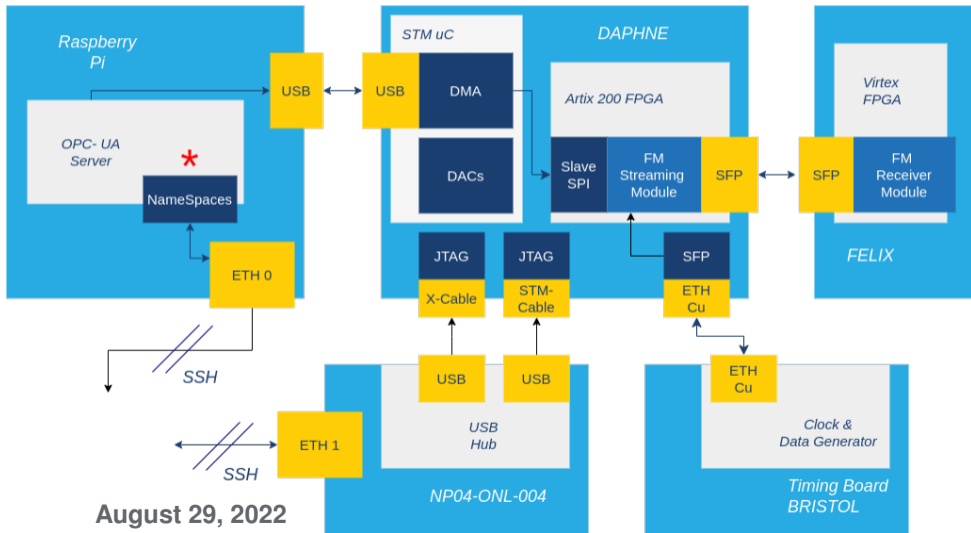 Raspberry
Pi
USB
OPC- UA
Server
*
NameSpaces
ETH 0
SSH
STM uC
USB
DMA
DACs
DAPHNE
Artix 200 FPGA
Slave
SPI
FM
Streaming
Module
SFP
JTAG
X-Cable
JTAG
STM-
Cable
SFP
ETH
Cu
Virtex
FPGA
SFP
FM
Receiver
Module
FELIX
USB
USB
USB
Hub
ETH 1
SSH
NP04-ONL-004
ETH
Cu
Clock &
Data Generator
Timing Board
BRISTOL
August 29, 2022